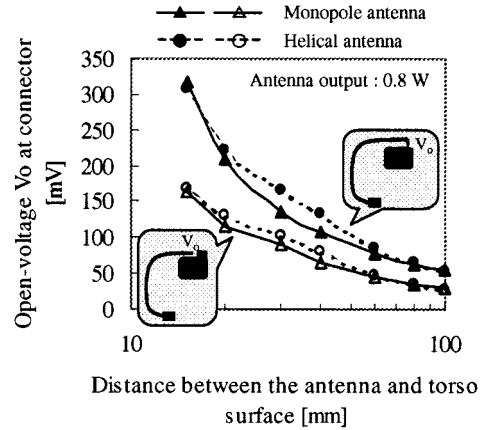 Monopole antenna
Helical antenna
Antenna output : 0.8 W
Open-voltage Vo at connector
[mV]
350
300
250
200
150
100
50
0
Vo
Vo
10
100
Distance between the antenna and torso
surface [mm]